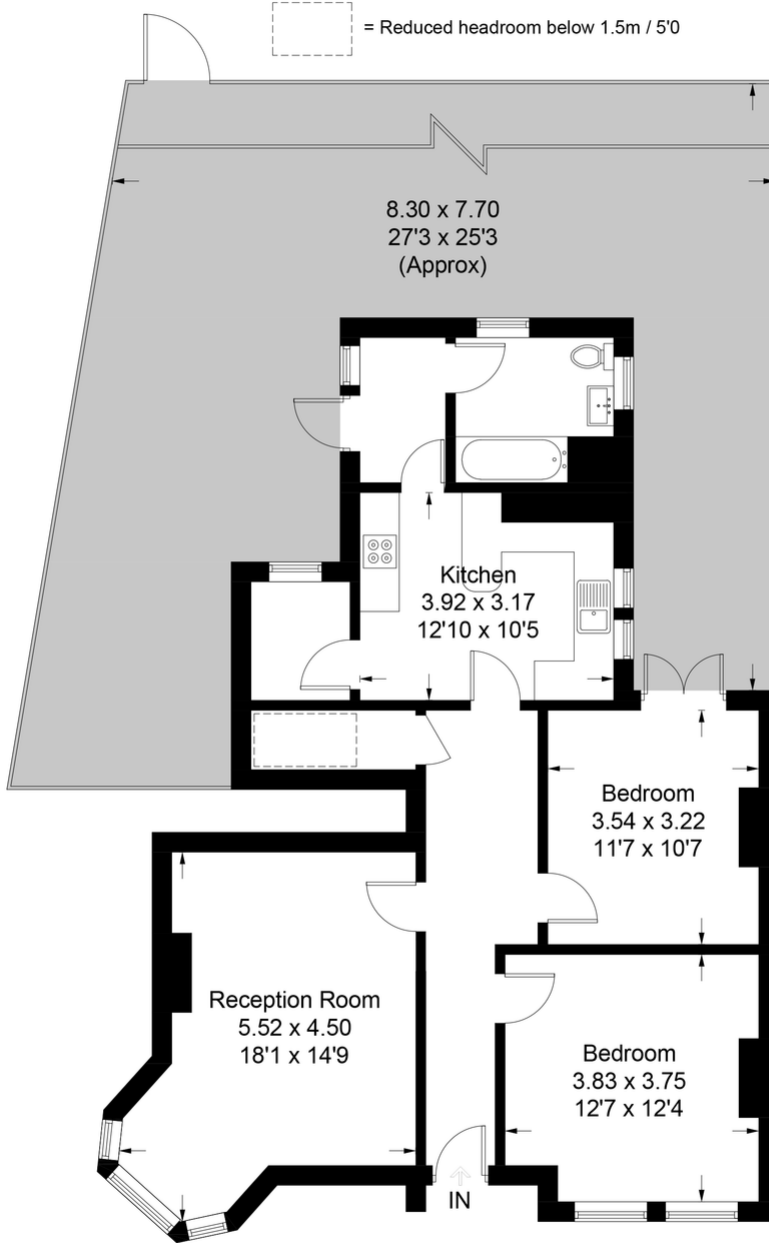 = Reduced headroom below 1.5m / 5'0
8.30 x 7.70
27'3 x 25'3
(Approx)
Kitchen
3.92 x 3.17
12'10 x 10'5
Bedroom
3.54 x 3.22
11'7 x 10'7
Reception Room
5.52 x 4.50
18'1 x 14'9
Bedroom
3.83 x 3.75
12'7 x 12'4
IN